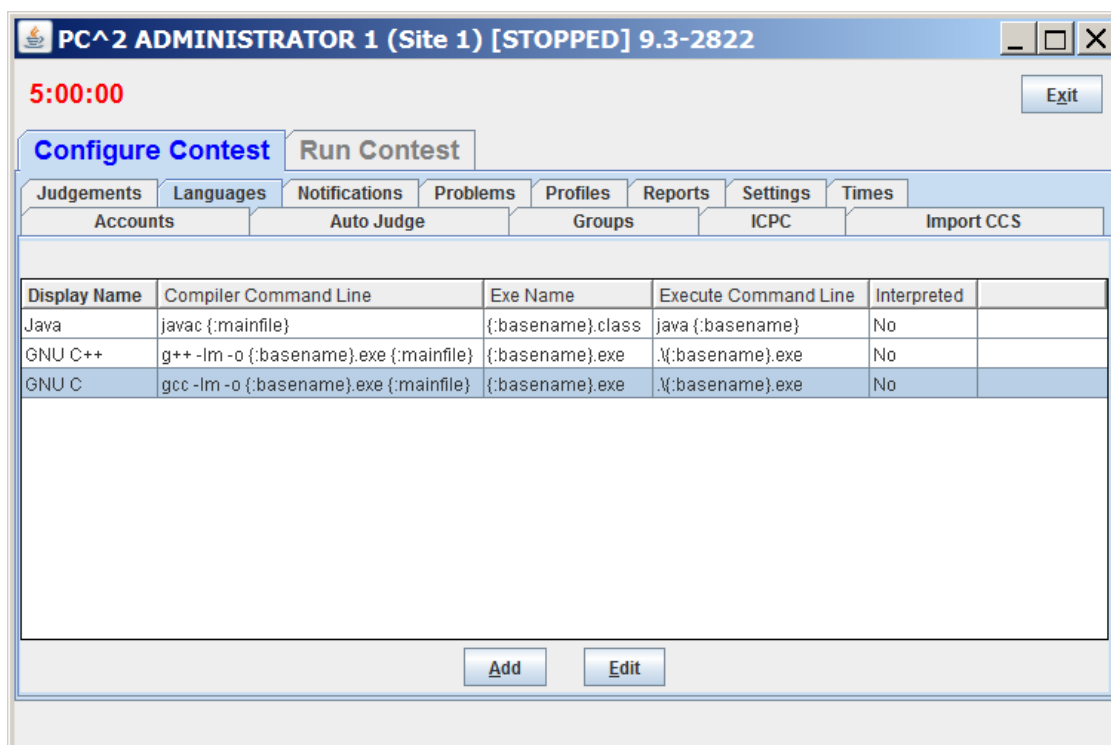 PC^2 ADMINISTRATOR 1 (Site 1) [STOPPED] 9.3-2822
5:00:00 Exit
Configure Contest Run Contest
Judgements Languages Notifications Problems Profiles Reports Settings Times
Accounts Auto Judge Groups ICPC Import CCS
Display Name Compiler Command Line Exe Name Execute Command Line Interpreted
Java javac {:mainfile} {:basename}.class java {:basename} No
GNU C++ g++ -lm -o {:basename}.exe {:mainfile} {:basename}.exe .\{:basename}.exe No
GNU C gcc -lm -o {:basename}.exe {:mainfile} {:basename}.exe .\{:basename}.exe No
Add Edit